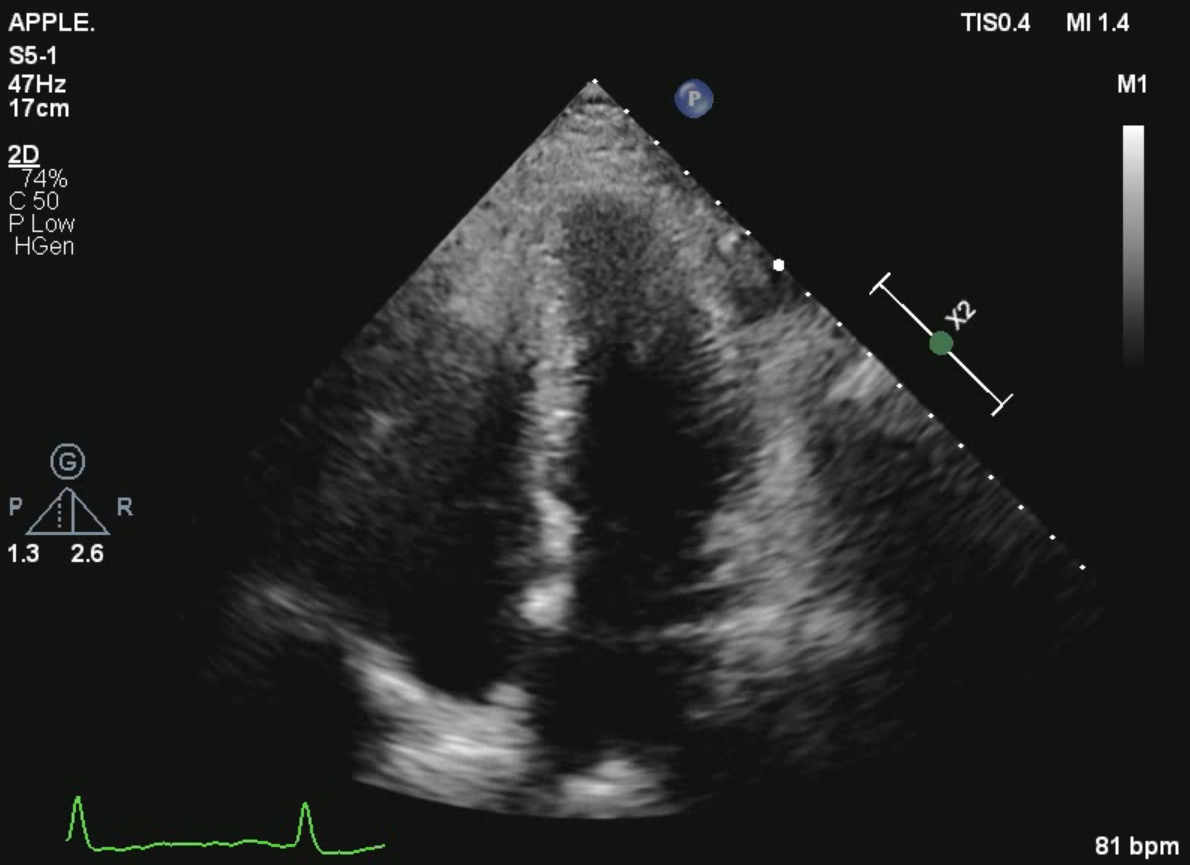 APPLE.
TIS0.4 MI 1.4
S5-1
47Hz
17cm
M1
2D
74%
C 50
P Low
HGen
P
X2
G
P R
1.3 2.6
81 bpm